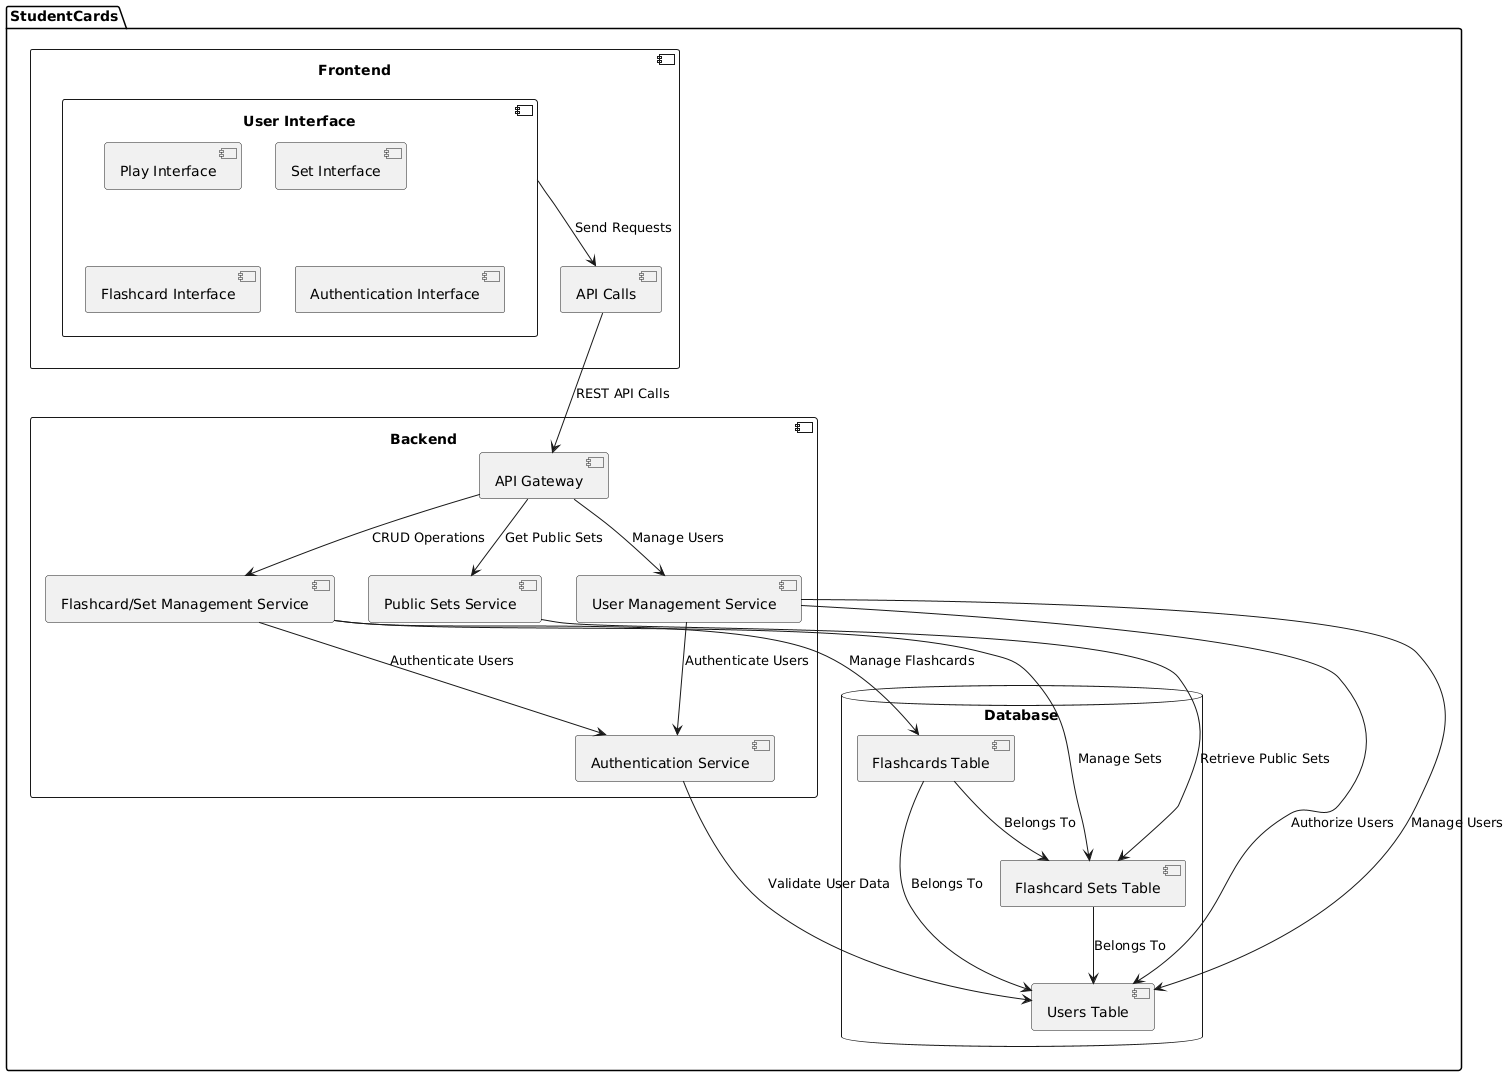 StudentCards
Frontend
User Interface
Play Interface
Set Interface
Send Requests
Flashcard Interface
Authentication Interface
API Calls
REST API Calls
Backend
API Gateway
CRUD Operations
Get Public Sets
Manage Users
Flashcard/Set Management Service
Public Sets Service
User Management Service
Authenticate Users
Authenticate Users
Manage Flashcards
Database
Authentication Service
Flashcards Table
Manage Sets
Retrieve Public Sets
Belongs To
Authorize Users
Manage Users
Validate User Data
Belongs To
Flashcard Sets Table
Belongs To
Users Table